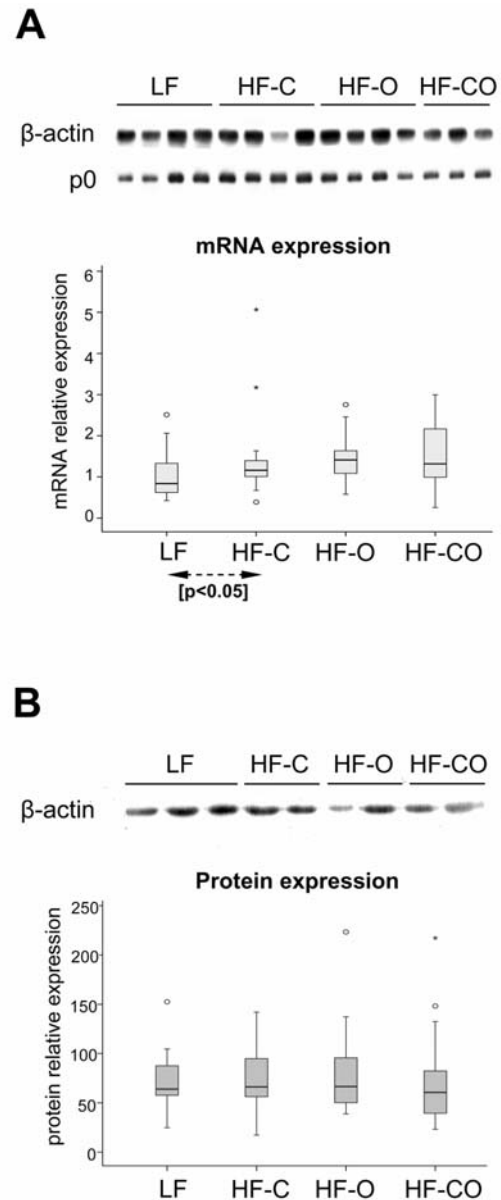 A
LF HF-C HF-O HF-CO
β-actin
p0
mRNA expression
mRNA relative expression
6
5
4
3
2
1
0
LF HF-C HF-O HF-CO
[p<0.05]
B
LF HF-C HF-O HF-CO
β-actin
Protein expression
protein relative expression
250
200
150
100
50
0
LF HF-C HF-O HF-CO